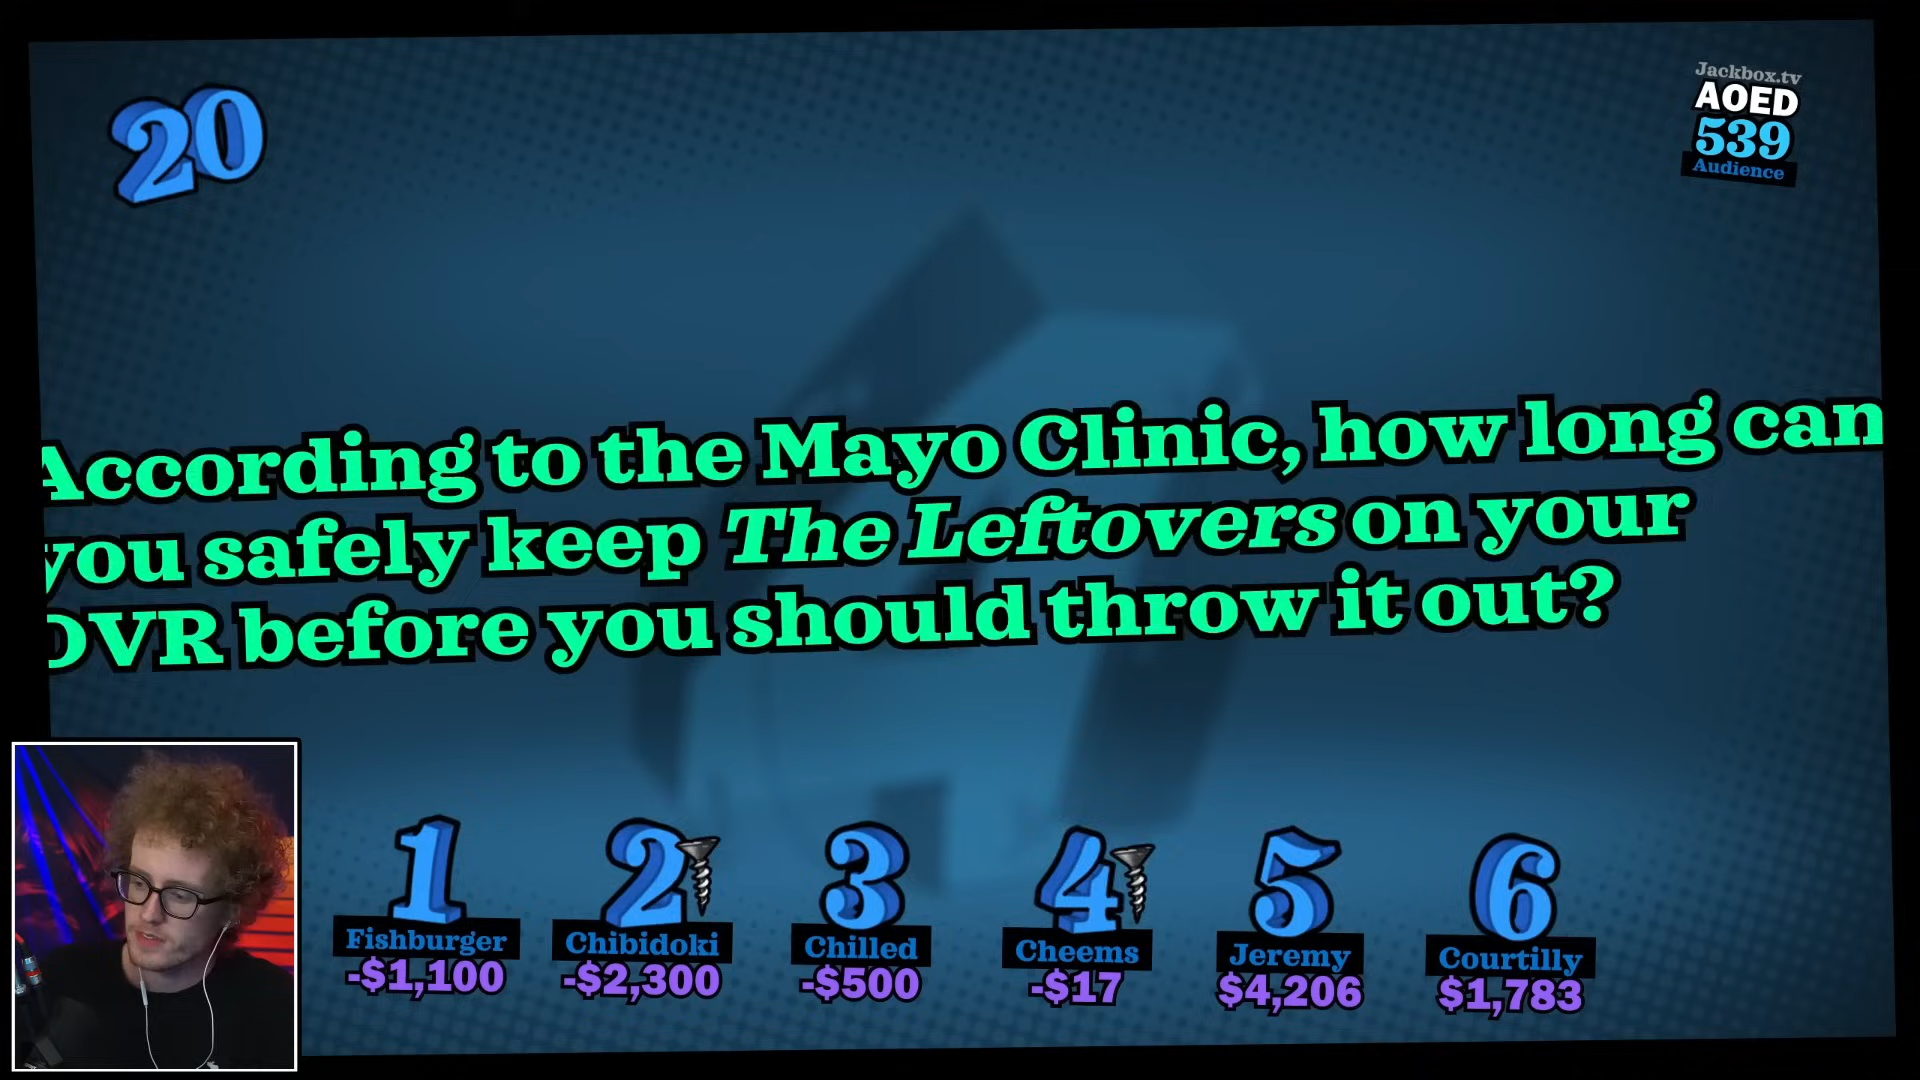 20
Jackbox.tv
AOED
539
Audience
According to the Mayo Clinic, how long can
you safely keep The Leftovers on your
DVR before you should throw it out?
1
2
3
4
5
6
Fishburger
Chibidoki
Chilled
Cheems
Jeremy
Courtilly
-$1,100
-$2,300
-$500
-$17
$4,206
$1,783